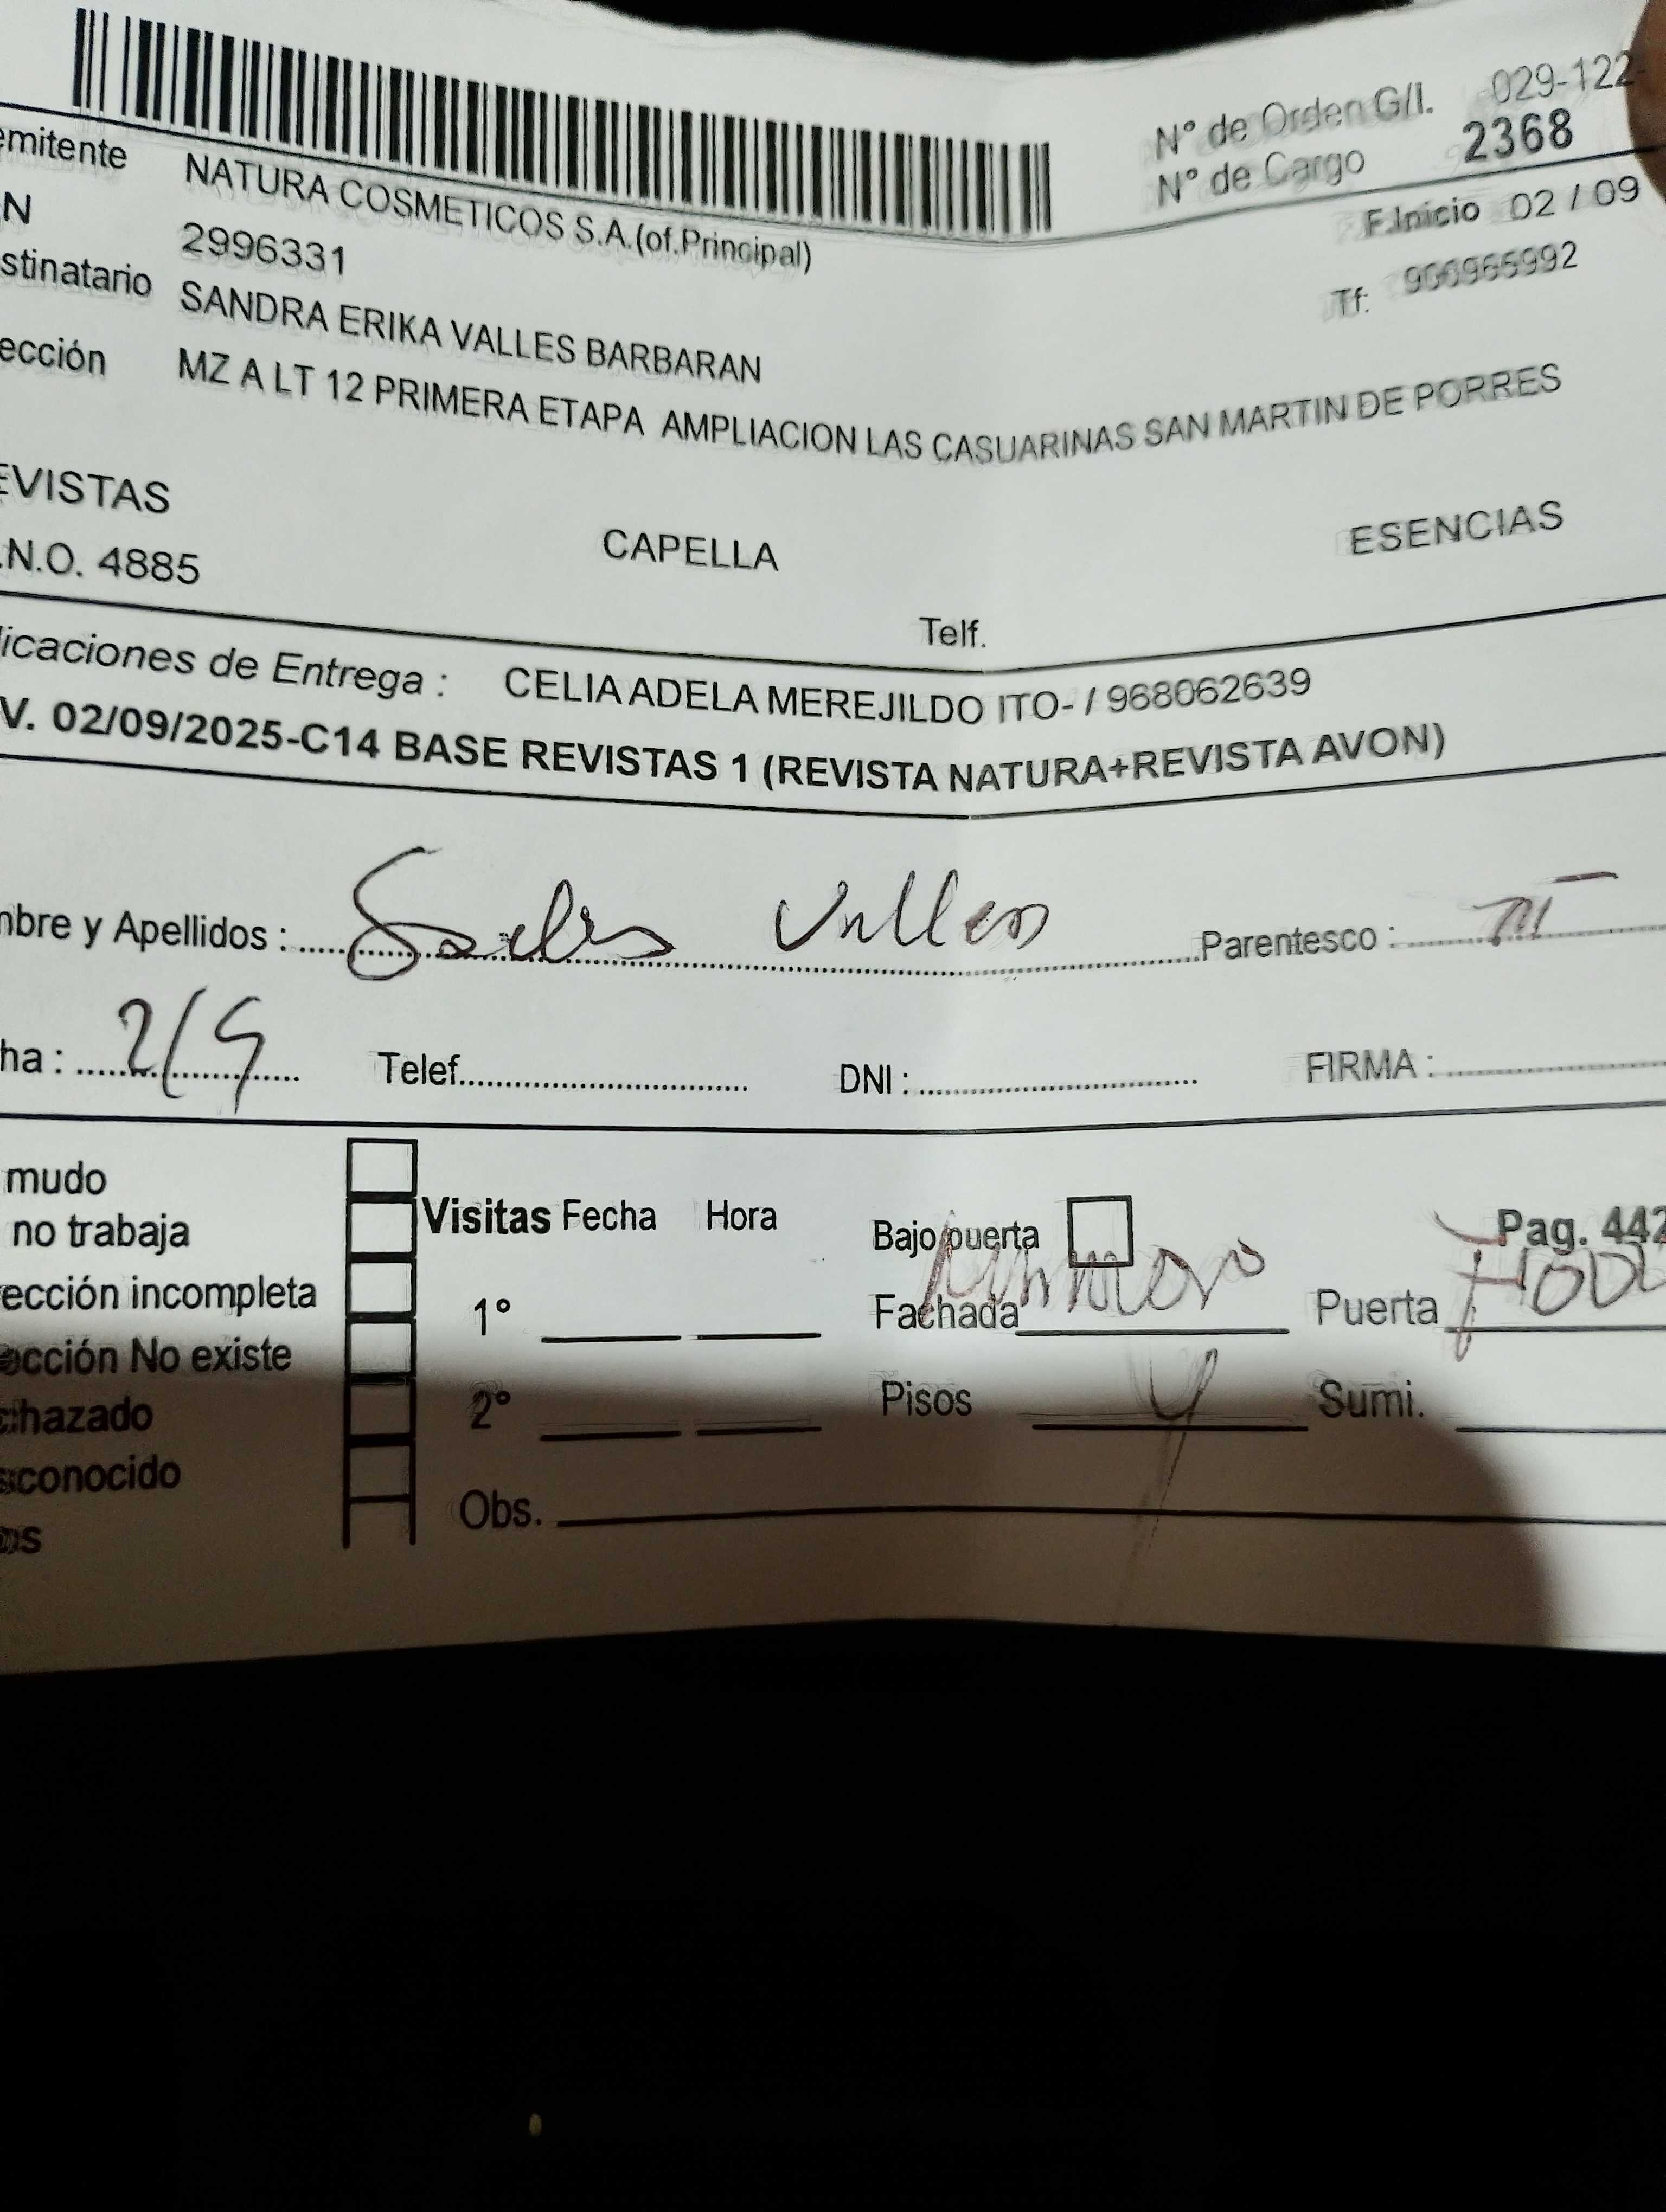 N° de Orden G/I. 029-122-
N° de Cargo 2368
emitente NATURA COSMETICOS S.A.(of.Principal) F.Inicio 02 / 09
N 2996331
stinatario SANDRA ERIKA VALLES BARBARAN Tf:
ección MZ A LT 12 PRIMERA ETAPA AMPLIACION LAS CASUARINAS SAN MARTIN DE PORRES
EVISTAS
.N.O. 4885 CAPELLA ESENCIAS
Telf.
licaciones de Entrega : CELIA ADELA MEREJILDO ITO- / 968062639
V. 02/09/2025-C14 BASE REVISTAS 1 (REVISTA NATURA+REVISTA AVON)
mbre y Apellidos : Valles Parentesco :
ha : 2/9 Telef. DNI : FIRMA :
mudo
no trabaja Visitas Fecha Hora Bajo puerta Pag. 442
ección incompleta 1° Fachada Puerta
ección No existe
chazado 2° Pisos 4 Sumi.
sconocido
os Obs.